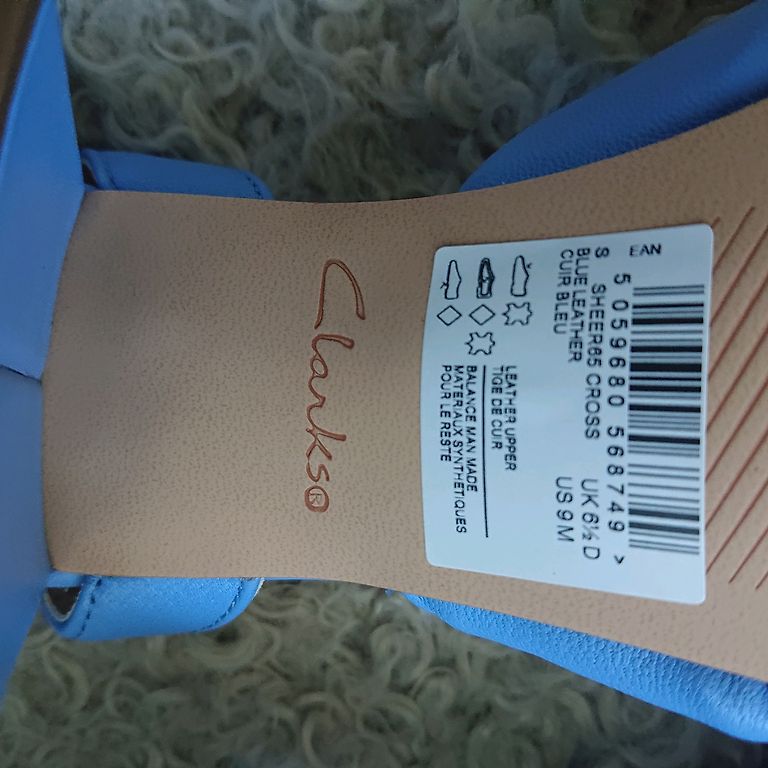 Clarks®
EAN
5 059680 568749 >
S SHEER65 CROSS UK 6½ D
BLUE LEATHER US 9 M
CUIR BLEU
LEATHER UPPER
TIGE DE CUIR
BALANCE MAN MADE
MATERIAUX SYNTHETIQUES
POUR LE RESTE